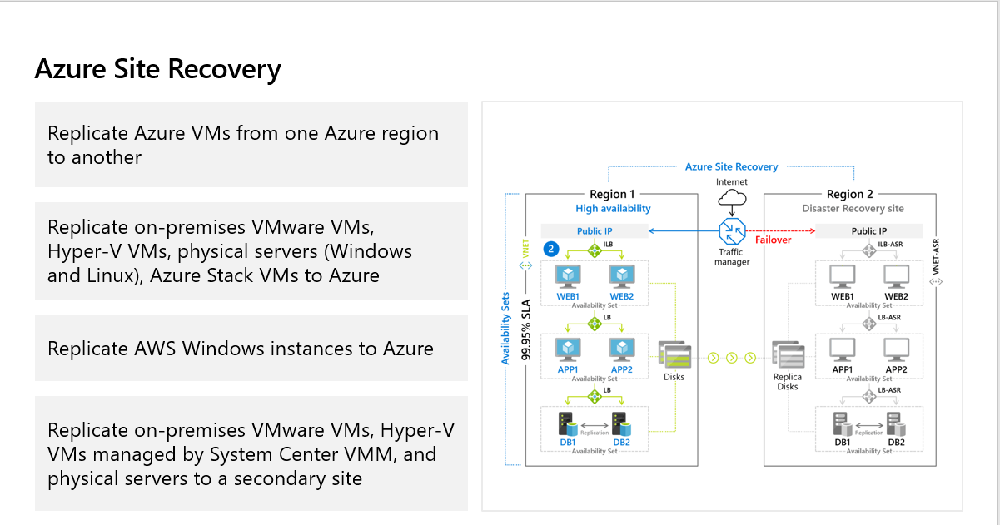 Azure Site Recovery
Replicate Azure VMs from one Azure region
to another
Replicate on-premises VMware VMs,
Hyper-V VMs, physical servers (Windows
and Linux), Azure Stack VMs to Azure
Replicate AWS Windows instances to Azure
Replicate on-premises VMware VMs, Hyper-V
VMs managed by System Center VMM, and
physical servers to a secondary site
Azure Site Recovery
Internet
Region 1
High availability
Public IP
2
ILB
VNET
WEB1
WEB2
Availability Set
LB
APP1
APP2
Availability Set
LB
Replication
DB1
DB2
Availability Set
Availability Sets
99.95% SLA
Disks
Traffic
manager
Failover
Replica
Disks
Region 2
Disaster Recovery site
Public IP
ILB-ASR
VNET-ASR
WEB1
WEB2
Availability Set
LB-ASR
APP1
APP2
Availability Set
LB-ASR
Replication
DB1
DB2
Availability Set